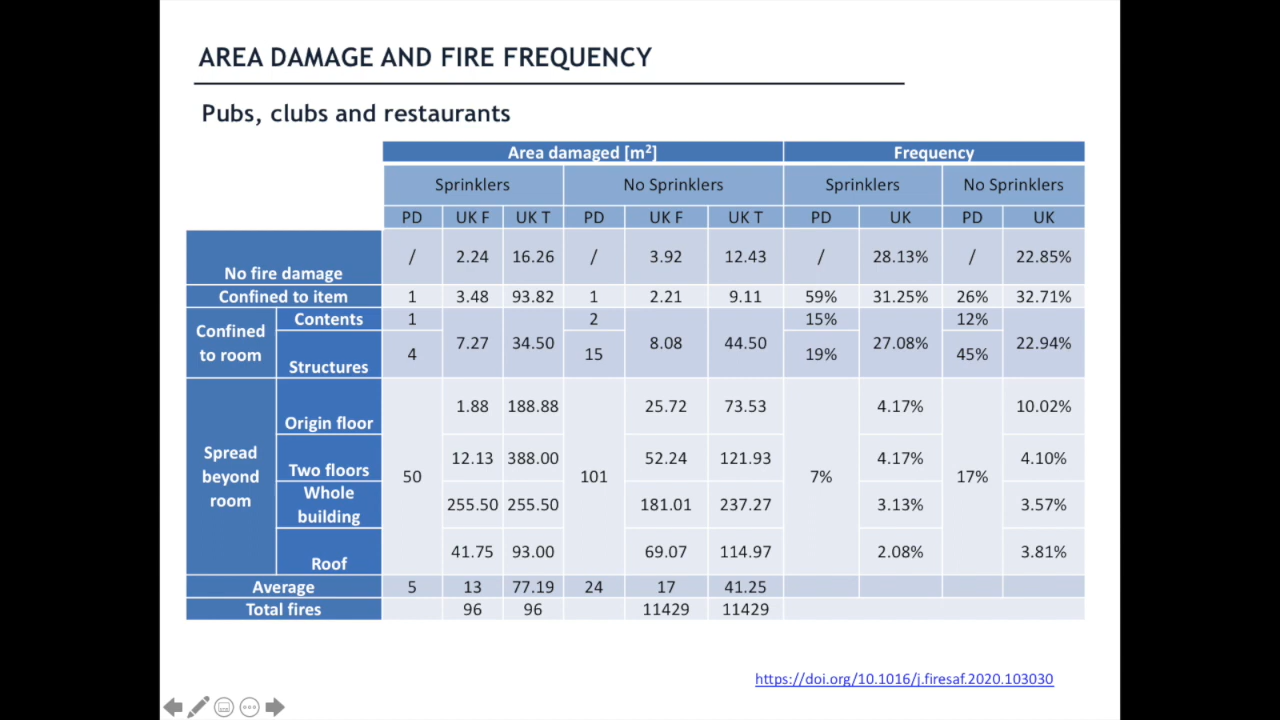 AREA DAMAGE AND FIRE FREQUENCY
Pubs, clubs and restaurants
Area damaged [m²] Frequency
Sprinklers No Sprinklers Sprinklers No Sprinklers
PD UK F UK T PD UK F UK T PD UK PD UK
No fire damage / 2.24 16.26 / 3.92 12.43 / 28.13% / 22.85%
Confined to item 1 3.48 93.82 1 2.21 9.11 59% 31.25% 26% 32.71%
Confined to room Contents 1 7.27 34.50 2 8.08 44.50 15% 27.08% 12% 22.94%
Structures 4 15 19% 45%
Spread beyond room Origin floor 50 1.88 188.88 101 25.72 73.53 7% 4.17% 17% 10.02%
Two floors 12.13 388.00 52.24 121.93 4.17% 4.10%
Whole building 255.50 255.50 181.01 237.27 3.13% 3.57%
Roof 41.75 93.00 69.07 114.97 2.08% 3.81%
Average 5 13 77.19 24 17 41.25
Total fires 96 96 11429 11429
https://doi.org/10.1016/j.firesaf.2020.103030